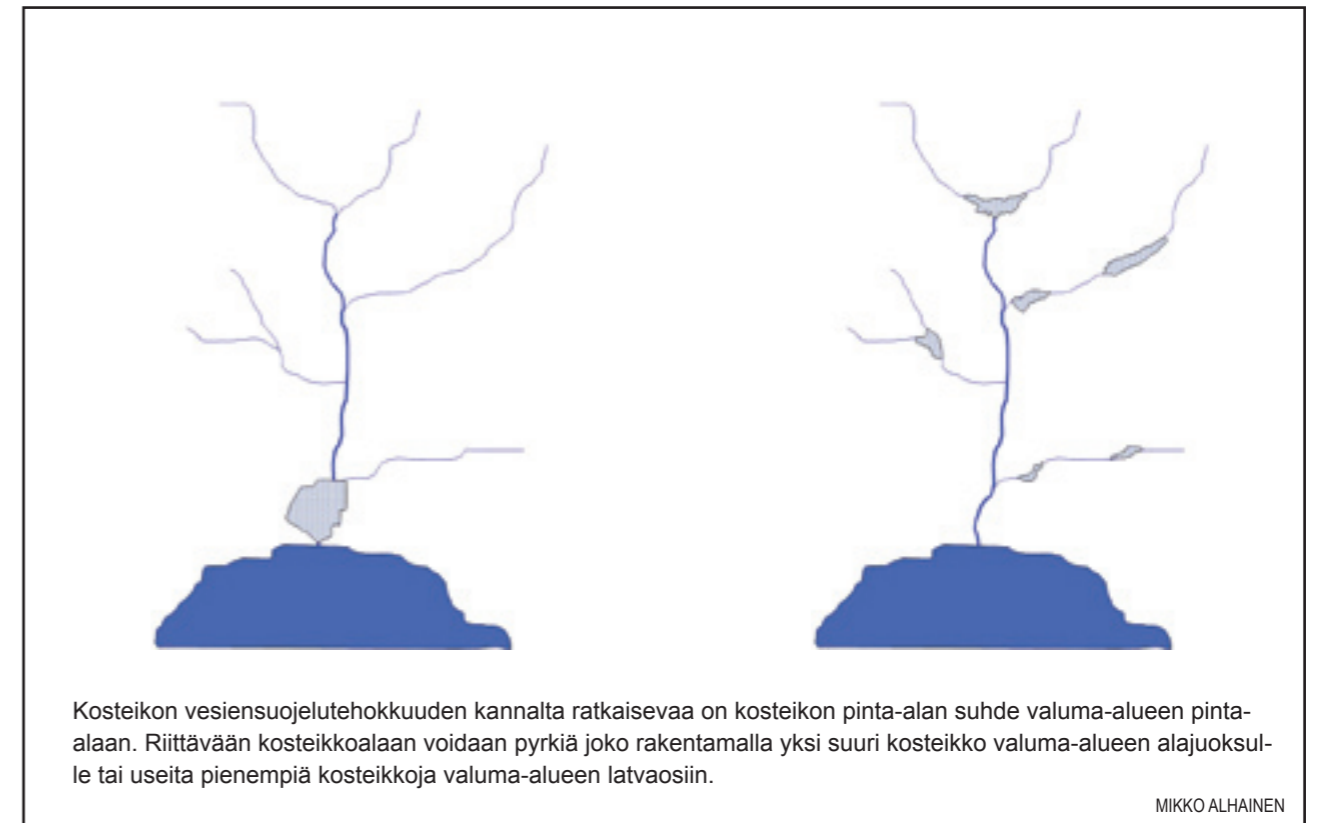 Kosteikon vesiensuojelutehokkuuden kannalta ratkaisevaa on kosteikon pinta-alan suhde valuma-alueen pinta-
alaan. Riittävään kosteikkoalaan voidaan pyrkiä joko rakentamalla yksi suuri kosteikko valuma-alueen alajuoksul-
le tai useita pienempiä kosteikkoja valuma-alueen latvaosiin.
MIKKO ALHAINEN